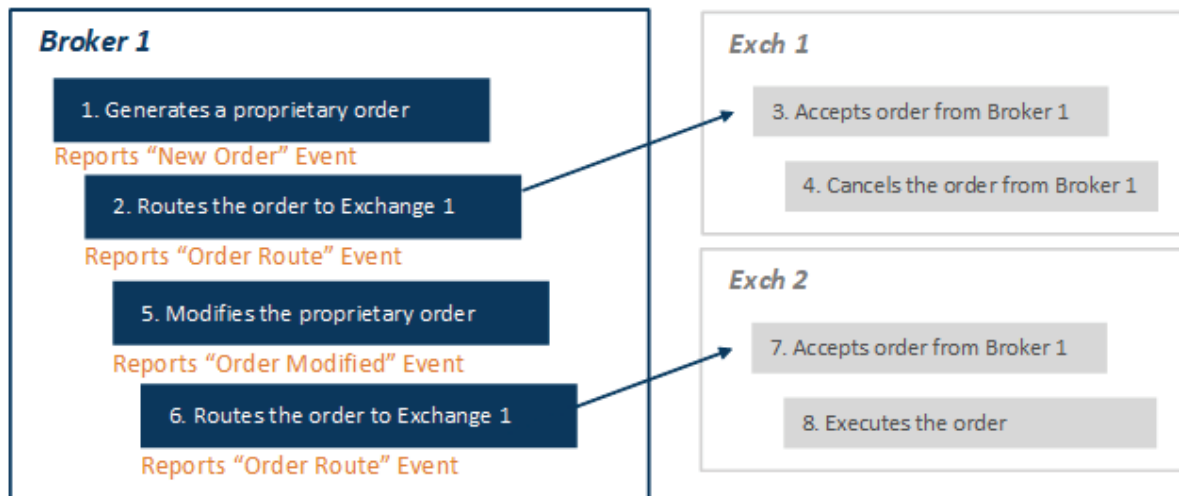 Broker 1
1. Generates a proprietary order
Reports “New Order” Event
2. Routes the order to Exchange 1
Reports “Order Route” Event
5. Modifies the proprietary order
Reports “Order Modified” Event
6. Routes the order to Exchange 1
Reports “Order Route” Event
Exch 1
3. Accepts order from Broker 1
4. Cancels the order from Broker 1
Exch 2
7. Accepts order from Broker 1
8. Executes the order